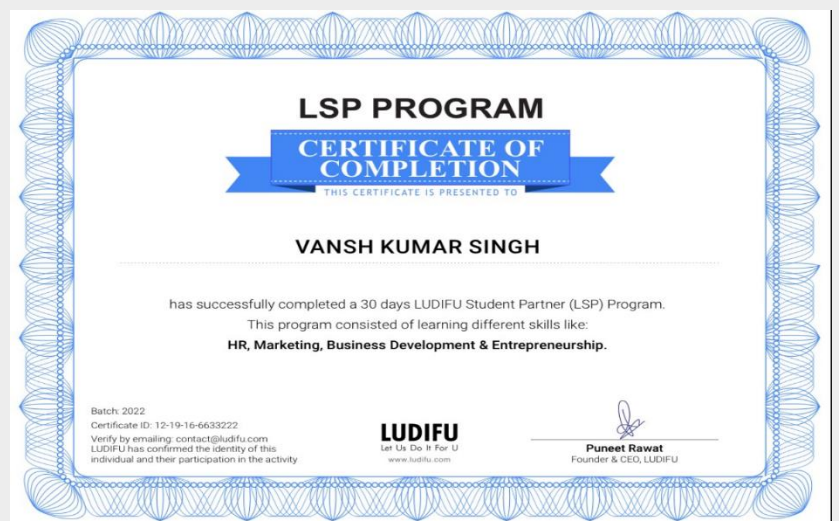 LSP PROGRAM
CERTIFICATE OF
COMPLETION
THIS CERTIFICATE IS PRESENTED TO
VANSH KUMAR SINGH
has successfully completed a 30 days LUDIFU Student Partner (LSP) Program.
This program consisted of learning different skills like:
HR, Marketing, Business Development & Entrepreneurship.
Batch: 2022
Certificate ID: 12-19-16-6633222
Verify by emailing: contact@ludifu.com
LUDIFU has confirmed the identity of this
individual and their participation in the activity
LUDIFU
Let Us Do It For U
www.ludifu.com
Puneet Rawat
Founder & CEO, LUDIFU